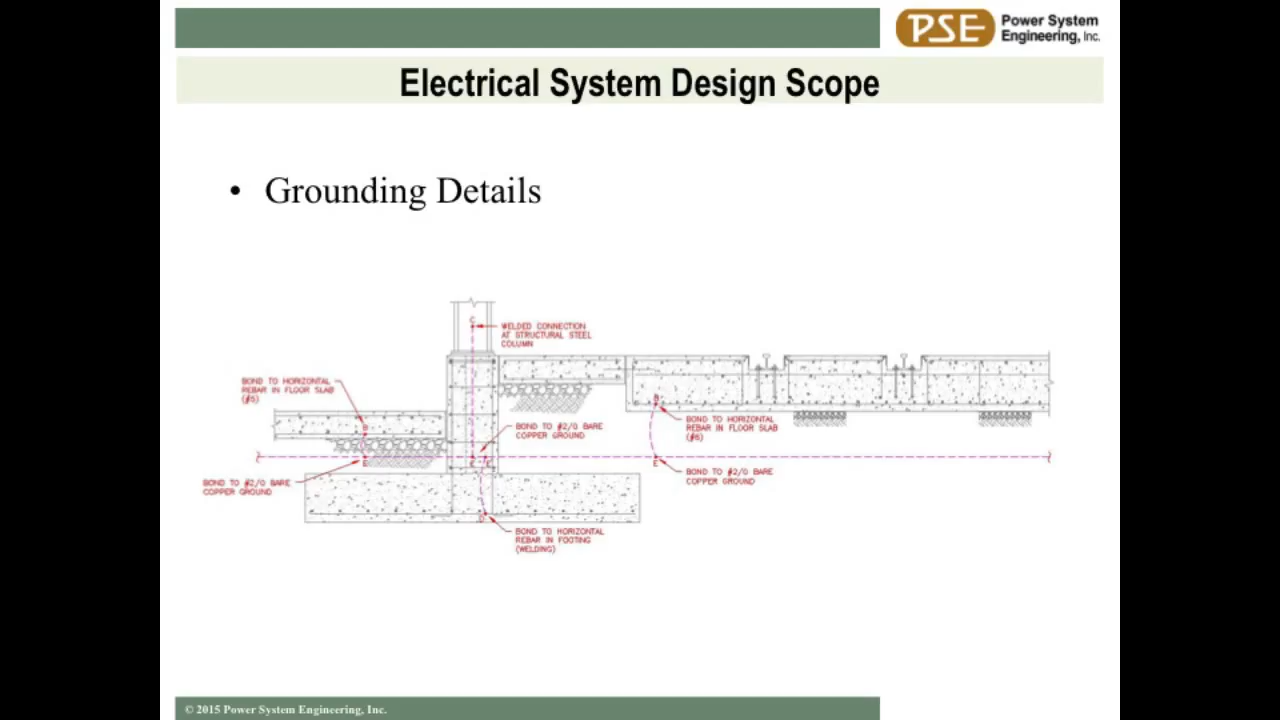 PSE
Power System
Engineering, Inc.
Electrical System Design Scope
• Grounding Details
C
WELDED CONNECTION
AT STRUCTURAL STEEL
COLUMN
BOND TO HORIZONTAL
REBAR IN FLOOR SLAB
(#5)
B
BOND TO #2/0 BARE
COPPER GROUND
B
BOND TO HORIZONTAL
REBAR IN FLOOR SLAB
(#6)
E
E
E
E
BOND TO #2/0 BARE
COPPER GROUND
BOND TO #2/0 BARE
COPPER GROUND
D
BOND TO HORIZONTAL
REBAR IN FOOTING
(WELDING)
© 2015 Power System Engineering, Inc.